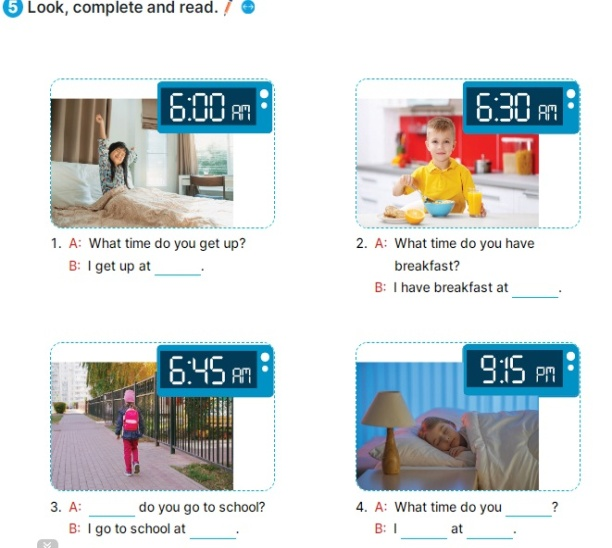 5 Look, complete and read.
6:00 AM
1. A: What time do you get up?
B: I get up at ______.
6:30 AM
2. A: What time do you have
breakfast?
B: I have breakfast at ______.
6:45 AM
3. A: ______ do you go to school?
B: I go to school at ______.
9:15 PM
4. A: What time do you ______?
B: I ______ at ______.